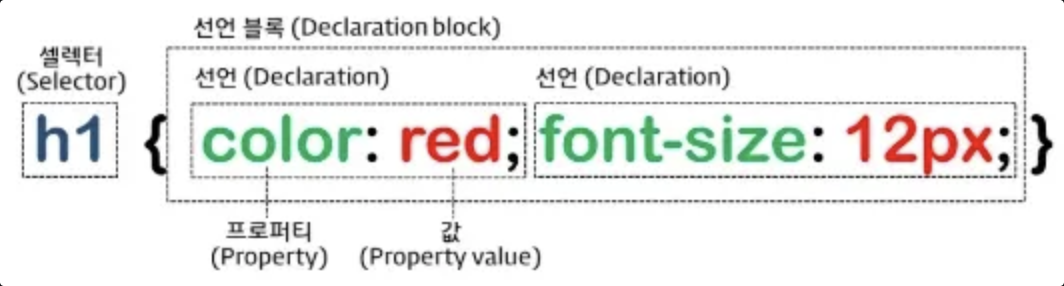 선언 블록 (Declaration block)
셀렉터
(Selector)
선언 (Declaration)
선언 (Declaration)
h1 { color: red; font-size: 12px; }
프로퍼티
(Property)
값
(Property value)